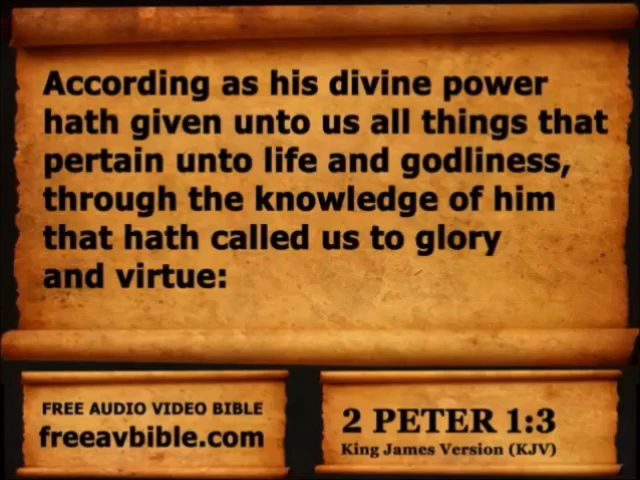 According as his divine power
hath given unto us all things that
pertain unto life and godliness,
through the knowledge of him
that hath called us to glory
and virtue:
FREE AUDIO VIDEO BIBLE
freeavbible.com
2 PETER 1:3
King James Version (KJV)